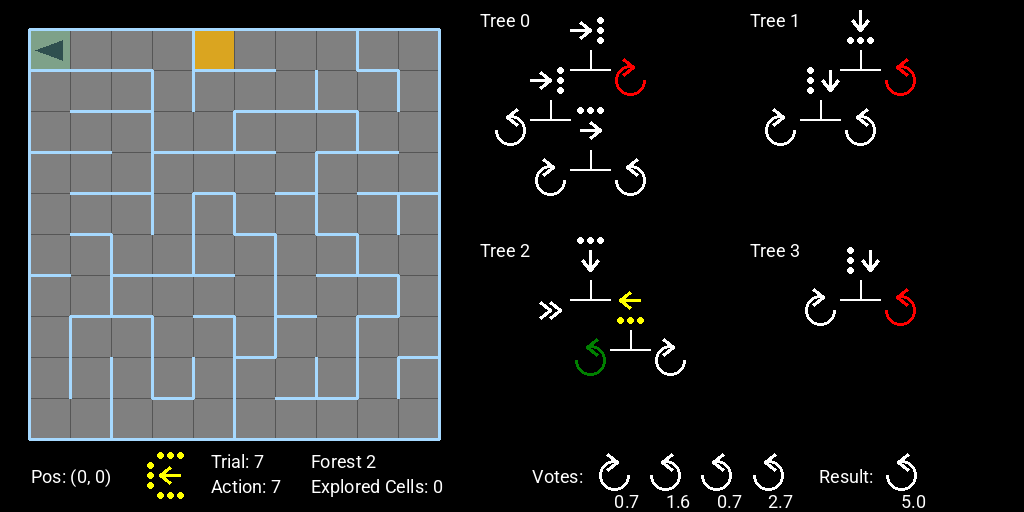 Tree 0
Tree 1
Tree 2
Tree 3
Pos: (0, 0)
Trial: 7
Action: 7
Forest 2
Explored Cells: 0
Votes:
0.7
1.6
0.7
2.7
Result:
5.0